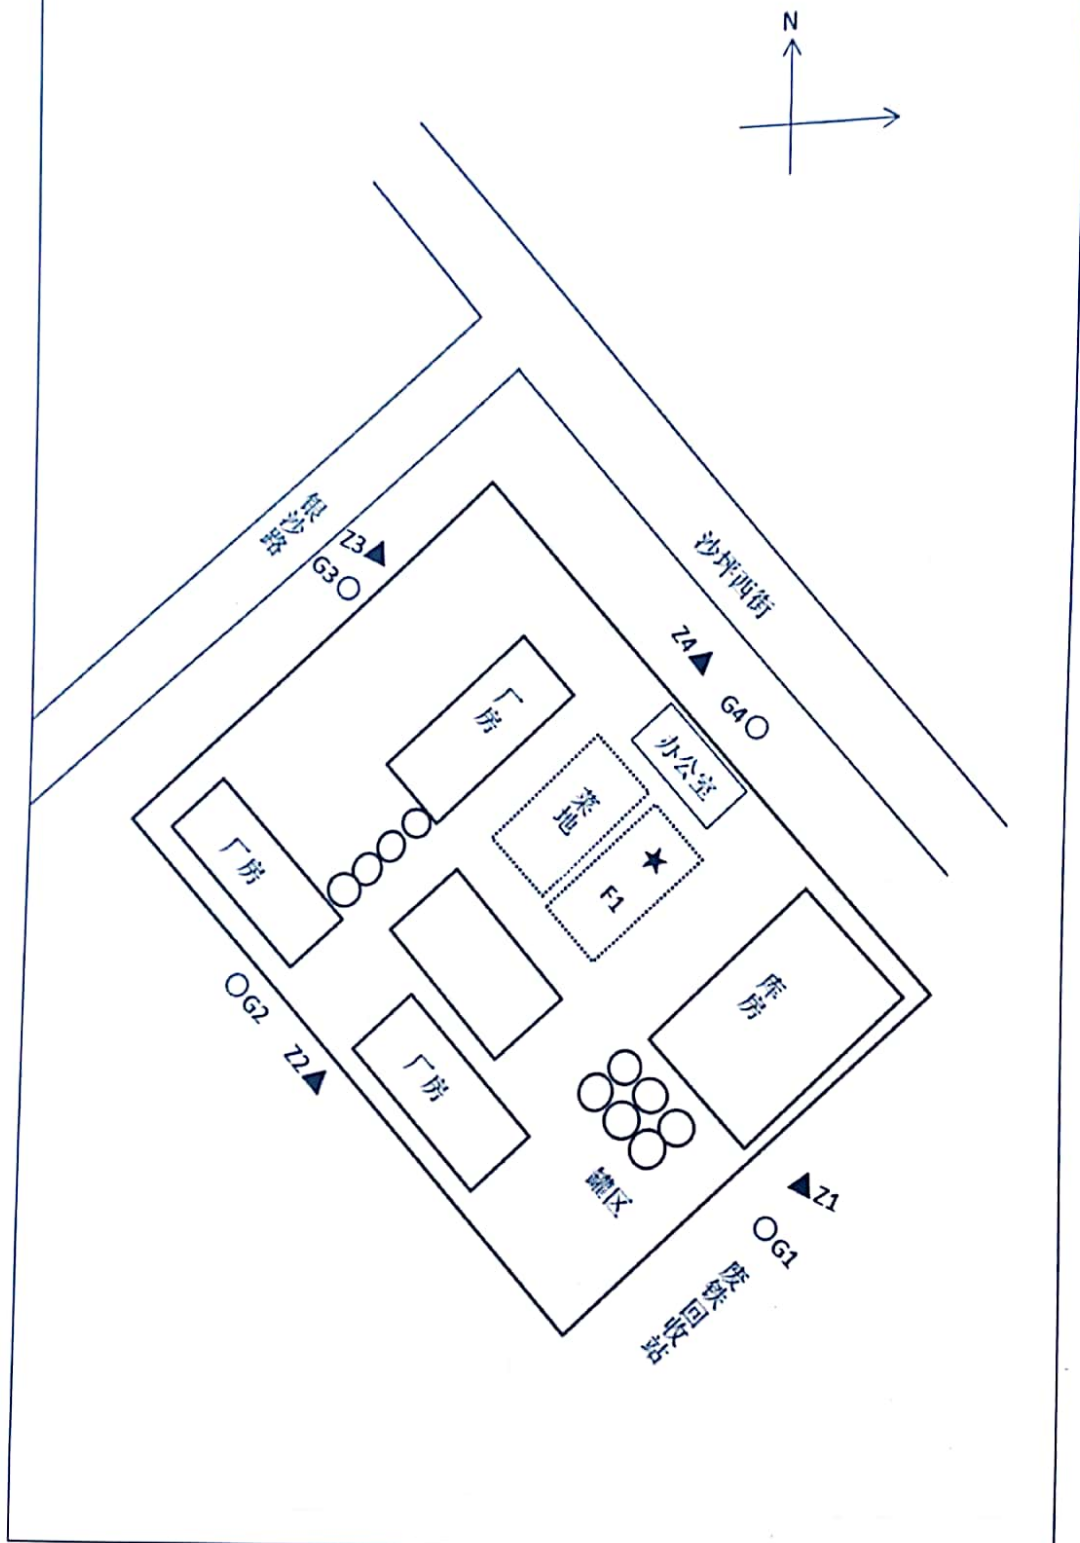 N
银沙路
Z3▲
G3○
沙坪西街
Z4▲
G4○
厂房
办公室
菜地
厂房
★
F1
库房
○G2
Z2▲
厂房
罐区
▲Z1
○G1
废铁回收站